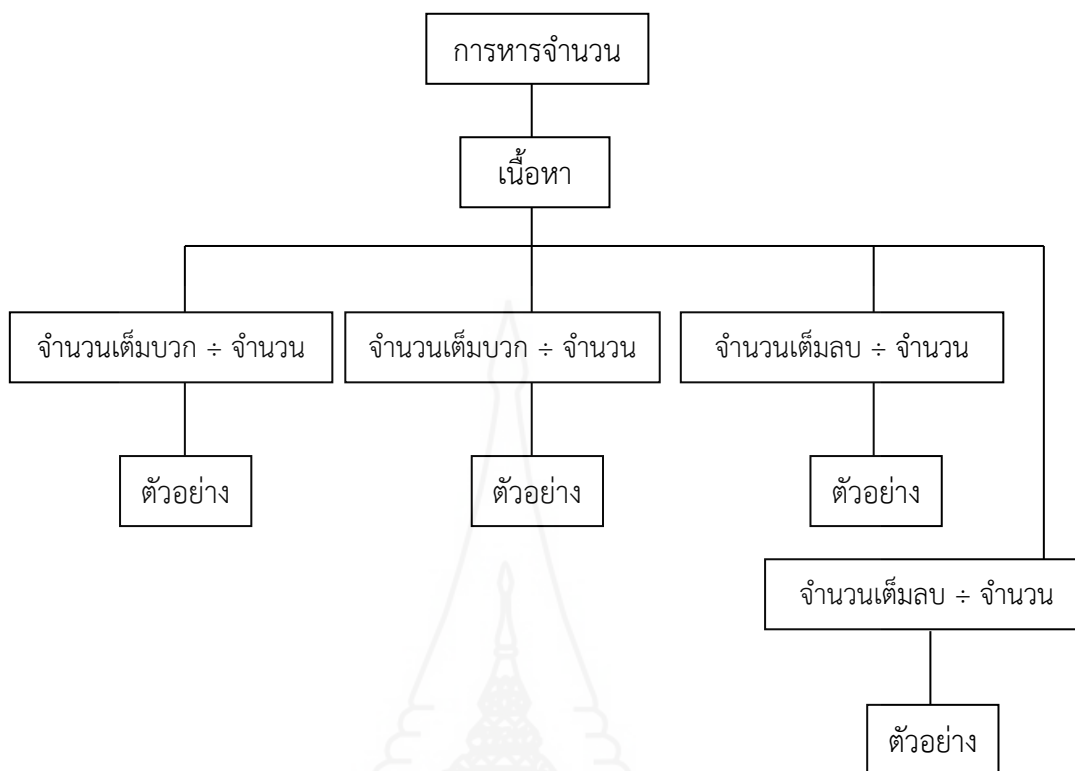 การหารจำนวน
เนื้อหา
จำนวนเต็มบวก ÷ จำนวน
จำนวนเต็มบวก ÷ จำนวน
จำนวนเต็มลบ ÷ จำนวน
ตัวอย่าง
ตัวอย่าง
ตัวอย่าง
จำนวนเต็มลบ ÷ จำนวน
ตัวอย่าง